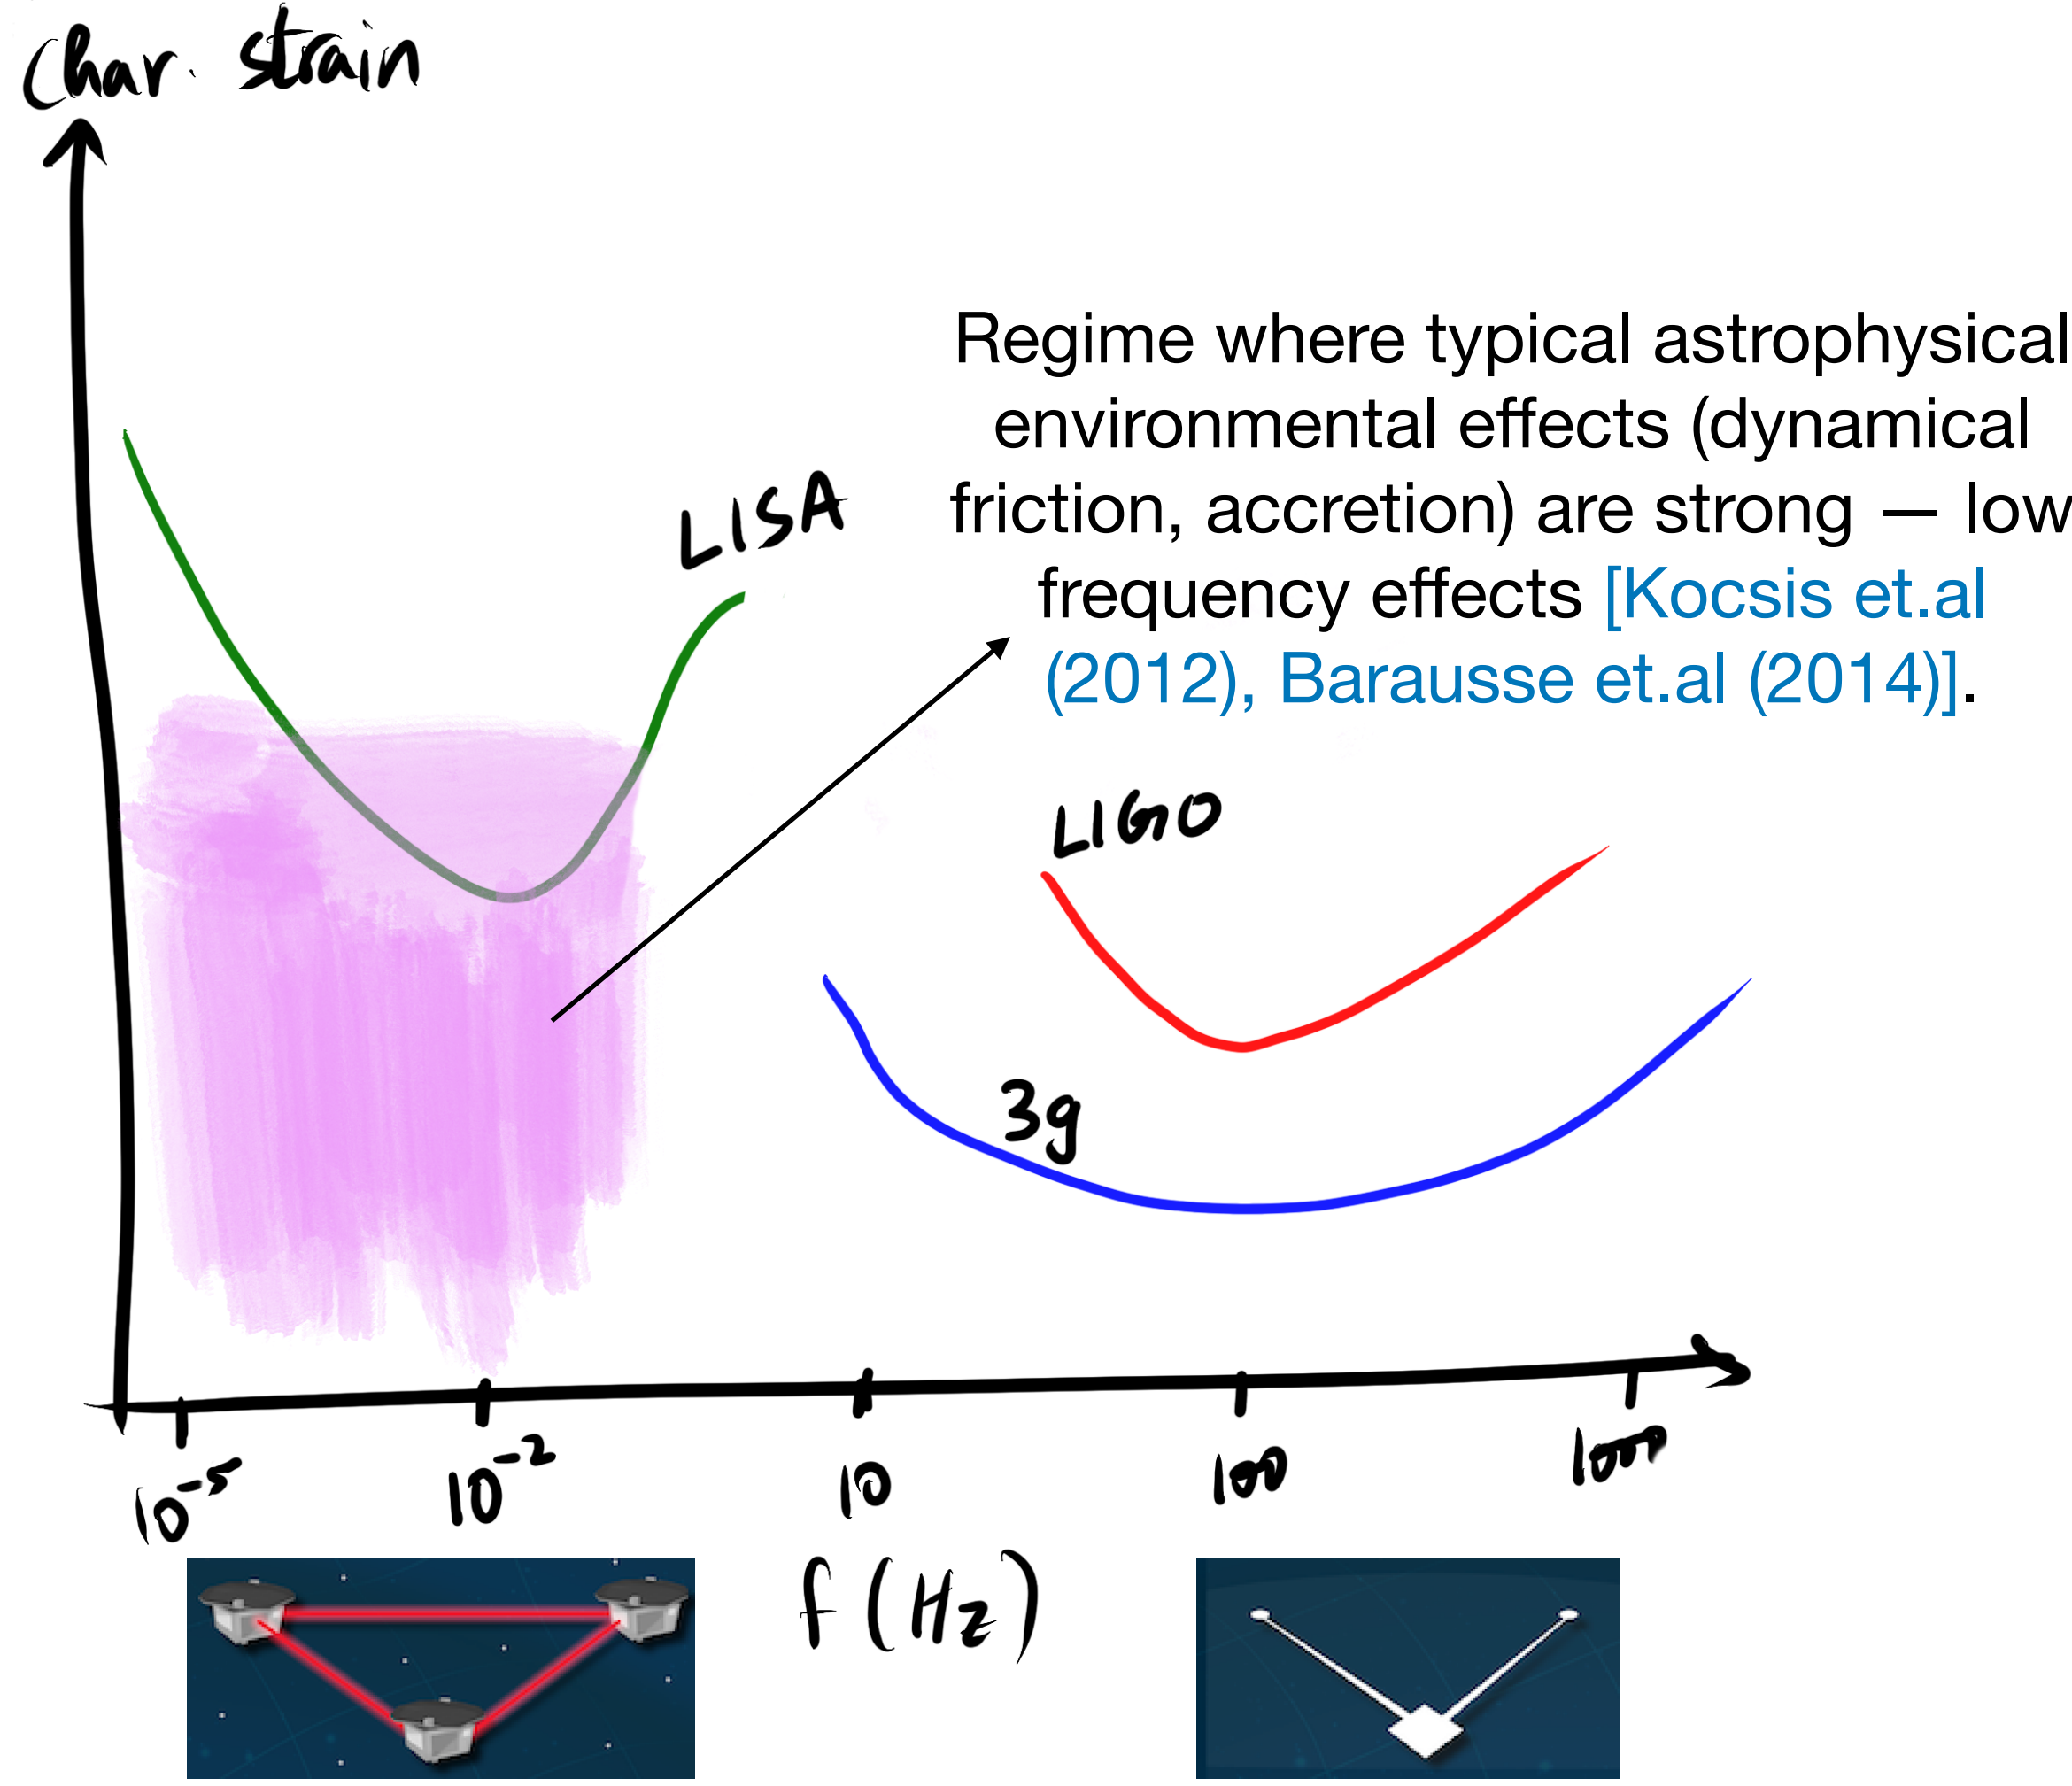 Char. strain
Regime where typical astrophysical
environmental effects (dynamical
friction, accretion) are strong — low
frequency effects [Kocsis et.al
(2012), Barausse et.al (2014)].
LISA
LIGO
3g
10⁻⁵ 10⁻² 10 100 1000
f (Hz)